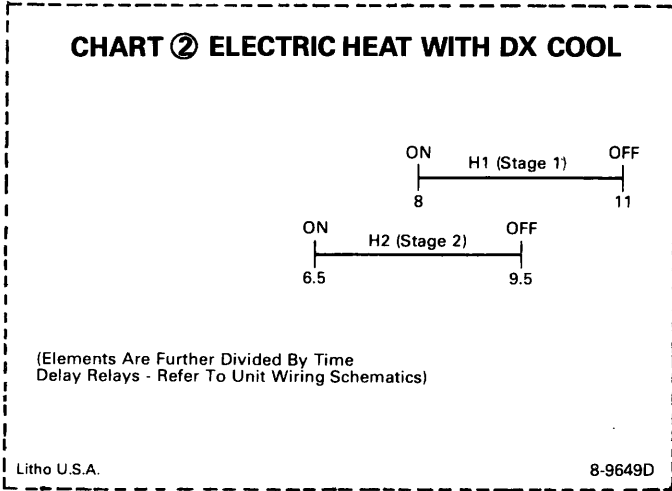 CHART ② ELECTRIC HEAT WITH DX COOL
ON H1 (Stage 1) OFF
8 11
ON H2 (Stage 2) OFF
6.5 9.5
(Elements Are Further Divided By Time
Delay Relays - Refer To Unit Wiring Schematics)
Litho U.S.A. 8-9649D